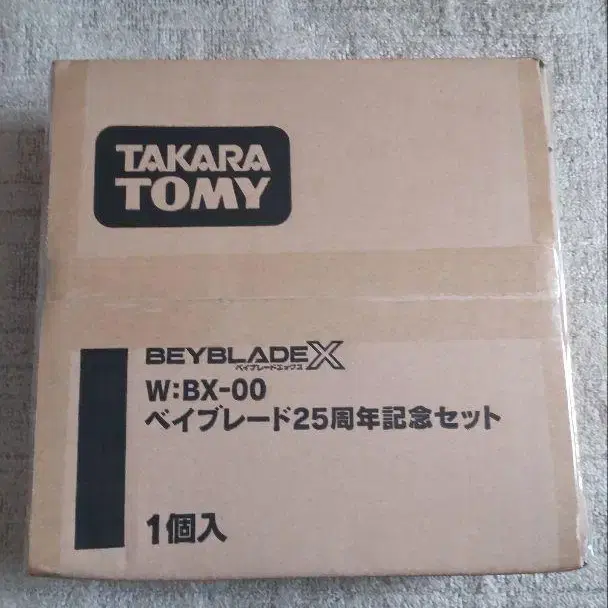 TAKARA
TOMY
BEYBLADE X
ベイブレードエックス
W:BX-00
ベイブレード25周年記念セット
1個入